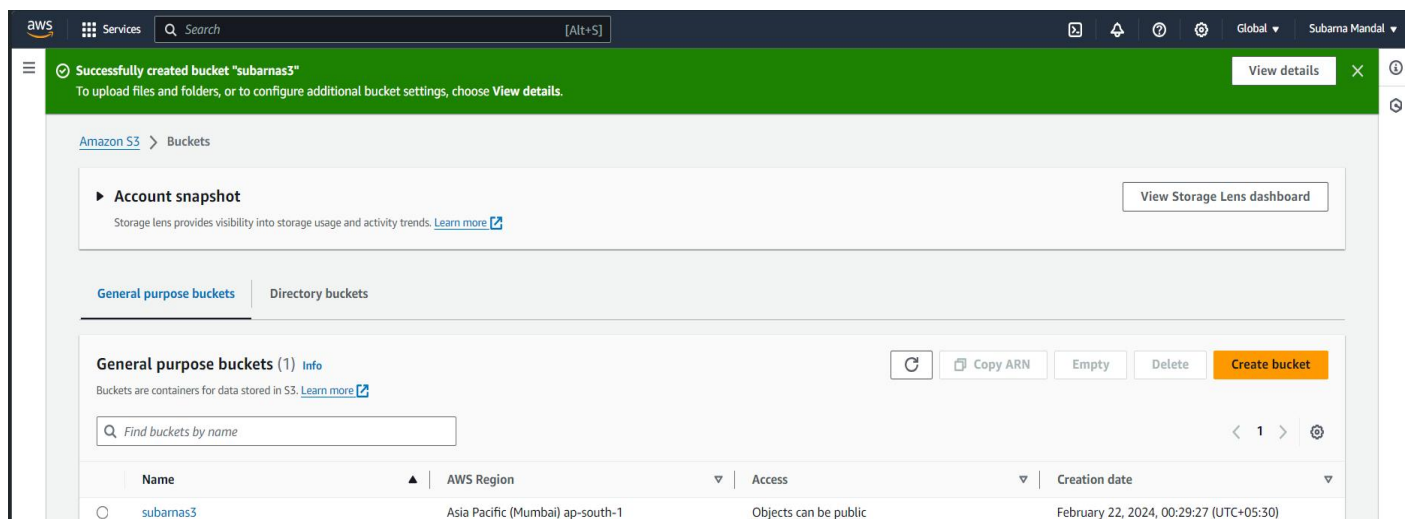 aws Services Search [Alt+S] Global Subarna Mandal
Successfully created bucket "subarnas3" View details
To upload files and folders, or to configure additional bucket settings, choose View details.
Amazon S3 > Buckets
Account snapshot View Storage Lens dashboard
Storage lens provides visibility into storage usage and activity trends. Learn more
General purpose buckets Directory buckets
General purpose buckets (1) Info Copy ARN Empty Delete Create bucket
Buckets are containers for data stored in S3. Learn more
Find buckets by name < 1 >
Name AWS Region Access Creation date
subarnas3 Asia Pacific (Mumbai) ap-south-1 Objects can be public February 22, 2024, 00:29:27 (UTC+05:30)